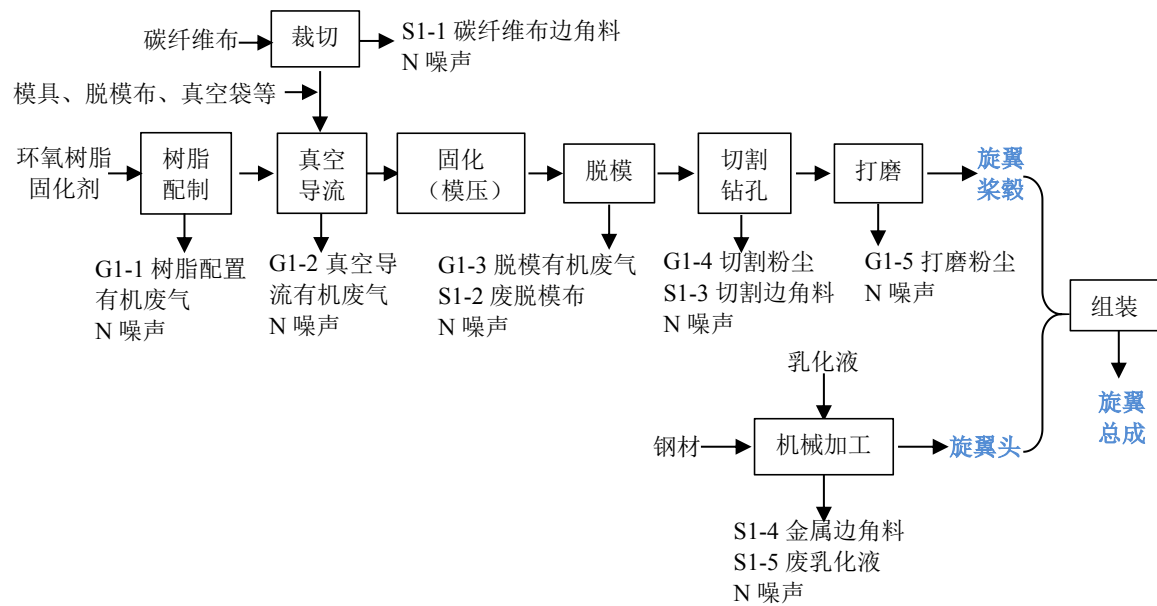 碳纤维布
裁切
S1-1 碳纤维布边角料
N 噪声
模具、脱模布、真空袋等
环氧树脂
固化剂
树脂
配制
真空
导流
固化
（模压）
脱模
切割
钻孔
打磨
旋翼
桨毂
G1-1 树脂配置
有机废气
N 噪声
G1-2 真空导
流有机废气
N 噪声
G1-3 脱模有机废气
S1-2 废脱模布
N 噪声
G1-4 切割粉尘
S1-3 切割边角料
N 噪声
G1-5 打磨粉尘
N 噪声
组装
旋翼
总成
乳化液
钢材
机械加工
旋翼头
S1-4 金属边角料
S1-5 废乳化液
N 噪声